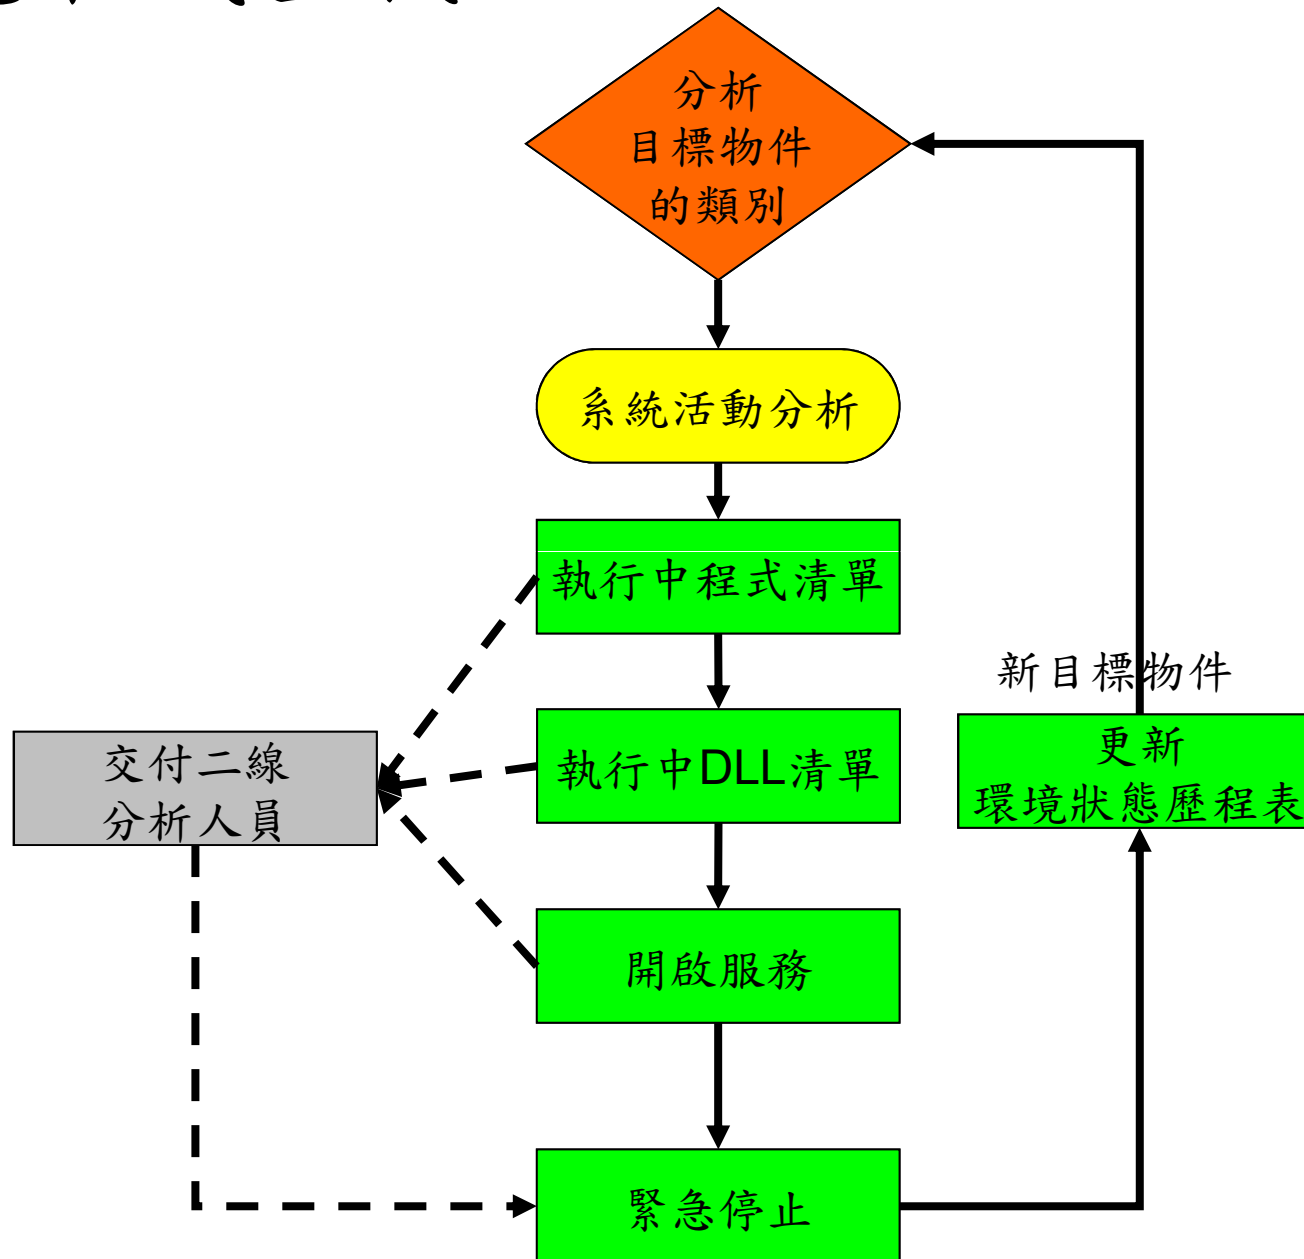 分析
目標物件
的類別
系統活動分析
執行中程式清單
新目標物件
交付二線
分析人員
執行中DLL清單
更新
環境狀態歷程表
開啟服務
緊急停止